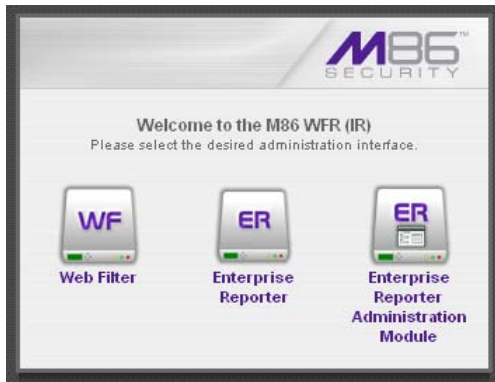 M86™
SECURITY
Welcome to the M86 WFR (IR)
Please select the desired administration interface.
WF
Web Filter
ER
Enterprise
Reporter
ER
Enterprise
Reporter
Administration
Module